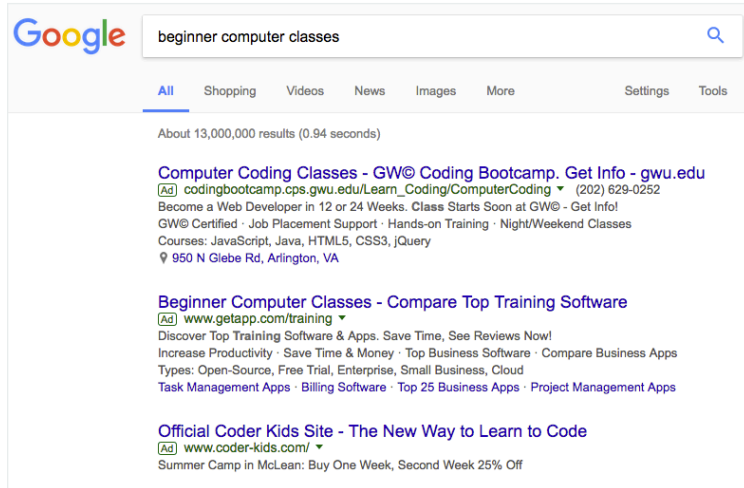 Google
beginner computer classes
All Shopping Videos News Images More Settings Tools
About 13,000,000 results (0.94 seconds)
Computer Coding Classes - GW© Coding Bootcamp. Get Info - gwu.edu
Ad codingbootcamp.cps.gwu.edu/Learn_Coding/ComputerCoding (202) 629-0252
Become a Web Developer in 12 or 24 Weeks. Class Starts Soon at GW© - Get Info!
GW© Certified · Job Placement Support · Hands-on Training · Night/Weekend Classes
Courses: JavaScript, Java, HTML5, CSS3, jQuery
950 N Glebe Rd, Arlington, VA
Beginner Computer Classes - Compare Top Training Software
Ad www.getapp.com/training
Discover Top Training Software & Apps. Save Time, See Reviews Now!
Increase Productivity · Save Time & Money · Top Business Software · Compare Business Apps
Types: Open-Source, Free Trial, Enterprise, Small Business, Cloud
Task Management Apps · Billing Software · Top 25 Business Apps · Project Management Apps
Official Coder Kids Site - The New Way to Learn to Code
Ad www.coder-kids.com/
Summer Camp in McLean: Buy One Week, Second Week 25% Off